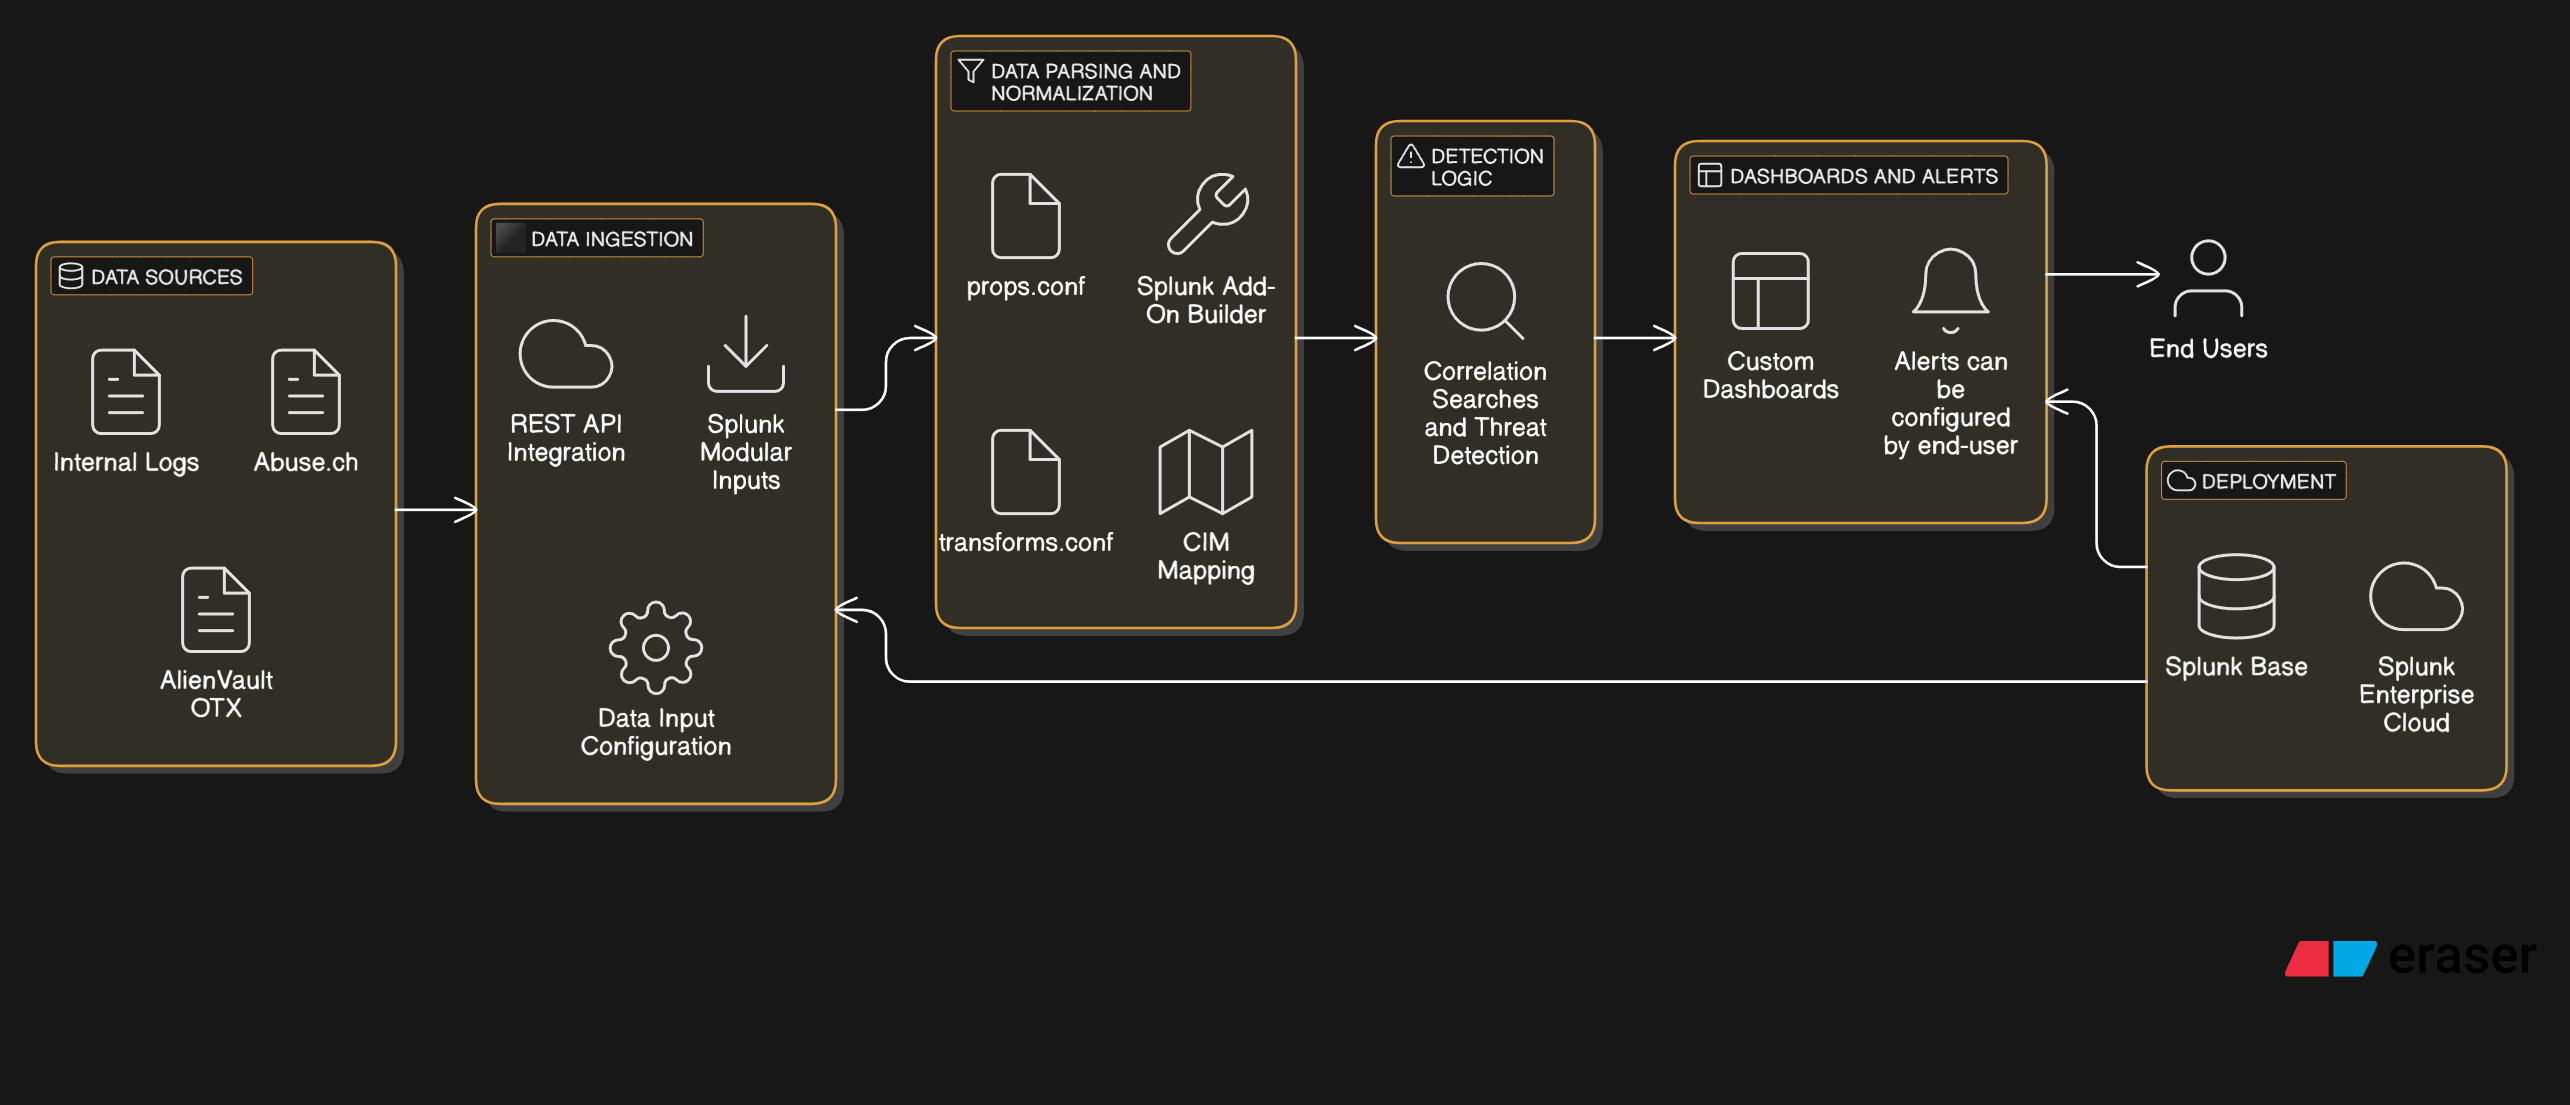 DATA SOURCES
Internal Logs
Abuse.ch
AlienVault
OTX
DATA INGESTION
REST API
Integration
Splunk
Modular
Inputs
Data Input
Configuration
DATA PARSING AND
NORMALIZATION
props.conf
Splunk Add-
On Builder
transforms.conf
CIM
Mapping
DETECTION
LOGIC
Correlation
Searches
and Threat
Detection
DASHBOARDS AND ALERTS
Custom
Dashboards
Alerts can
be
configured
by end-user
End Users
DEPLOYMENT
Splunk Base
Splunk
Enterprise
Cloud
eraser